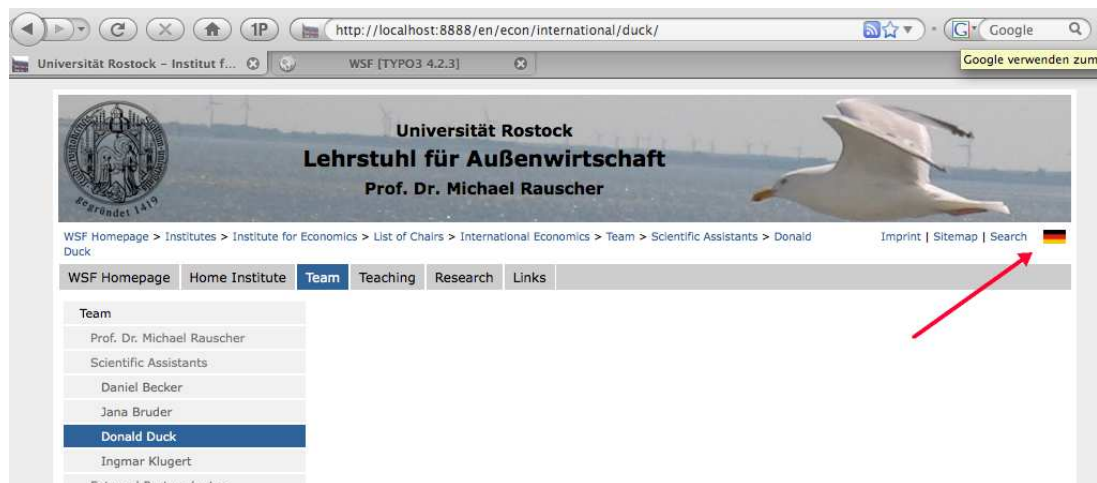 1P
http://localhost:8888/en/econ/international/duck/
Google
Universität Rostock – Institut f...
WSF [TYPO3 4.2.3]
Google verwenden zum
Universität Rostock
Lehrstuhl für Außenwirtschaft
Prof. Dr. Michael Rauscher
gegründet 1419
WSF Homepage > Institutes > Institute for Economics > List of Chairs > International Economics > Team > Scientific Assistants > Donald
Duck
Imprint | Sitemap | Search
WSF Homepage Home Institute Team Teaching Research Links
Team
Prof. Dr. Michael Rauscher
Scientific Assistants
Daniel Becker
Jana Bruder
Donald Duck
Ingmar Klugert